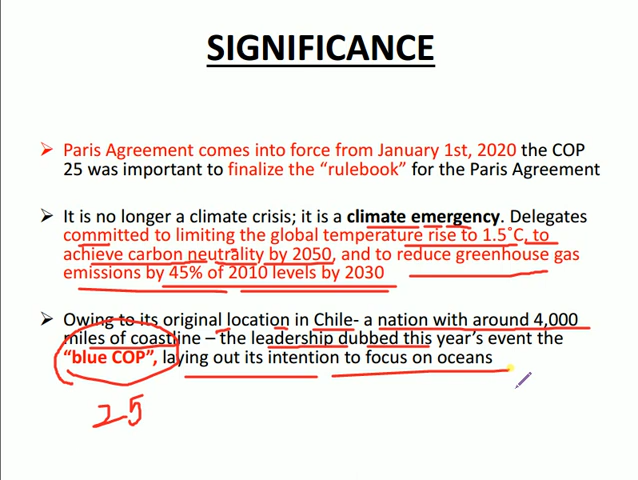 SIGNIFICANCE
Paris Agreement comes into force from January 1st, 2020 the COP
25 was important to finalize the “rulebook” for the Paris Agreement
It is no longer a climate crisis; it is a climate emergency. Delegates
committed to limiting the global temperature rise to 1.5˚C, to
achieve carbon neutrality by 2050, and to reduce greenhouse gas
emissions by 45% of 2010 levels by 2030
Owing to its original location in Chile- a nation with around 4,000
miles of coastline – the leadership dubbed this year’s event the
“blue COP”, laying out its intention to focus on oceans
25